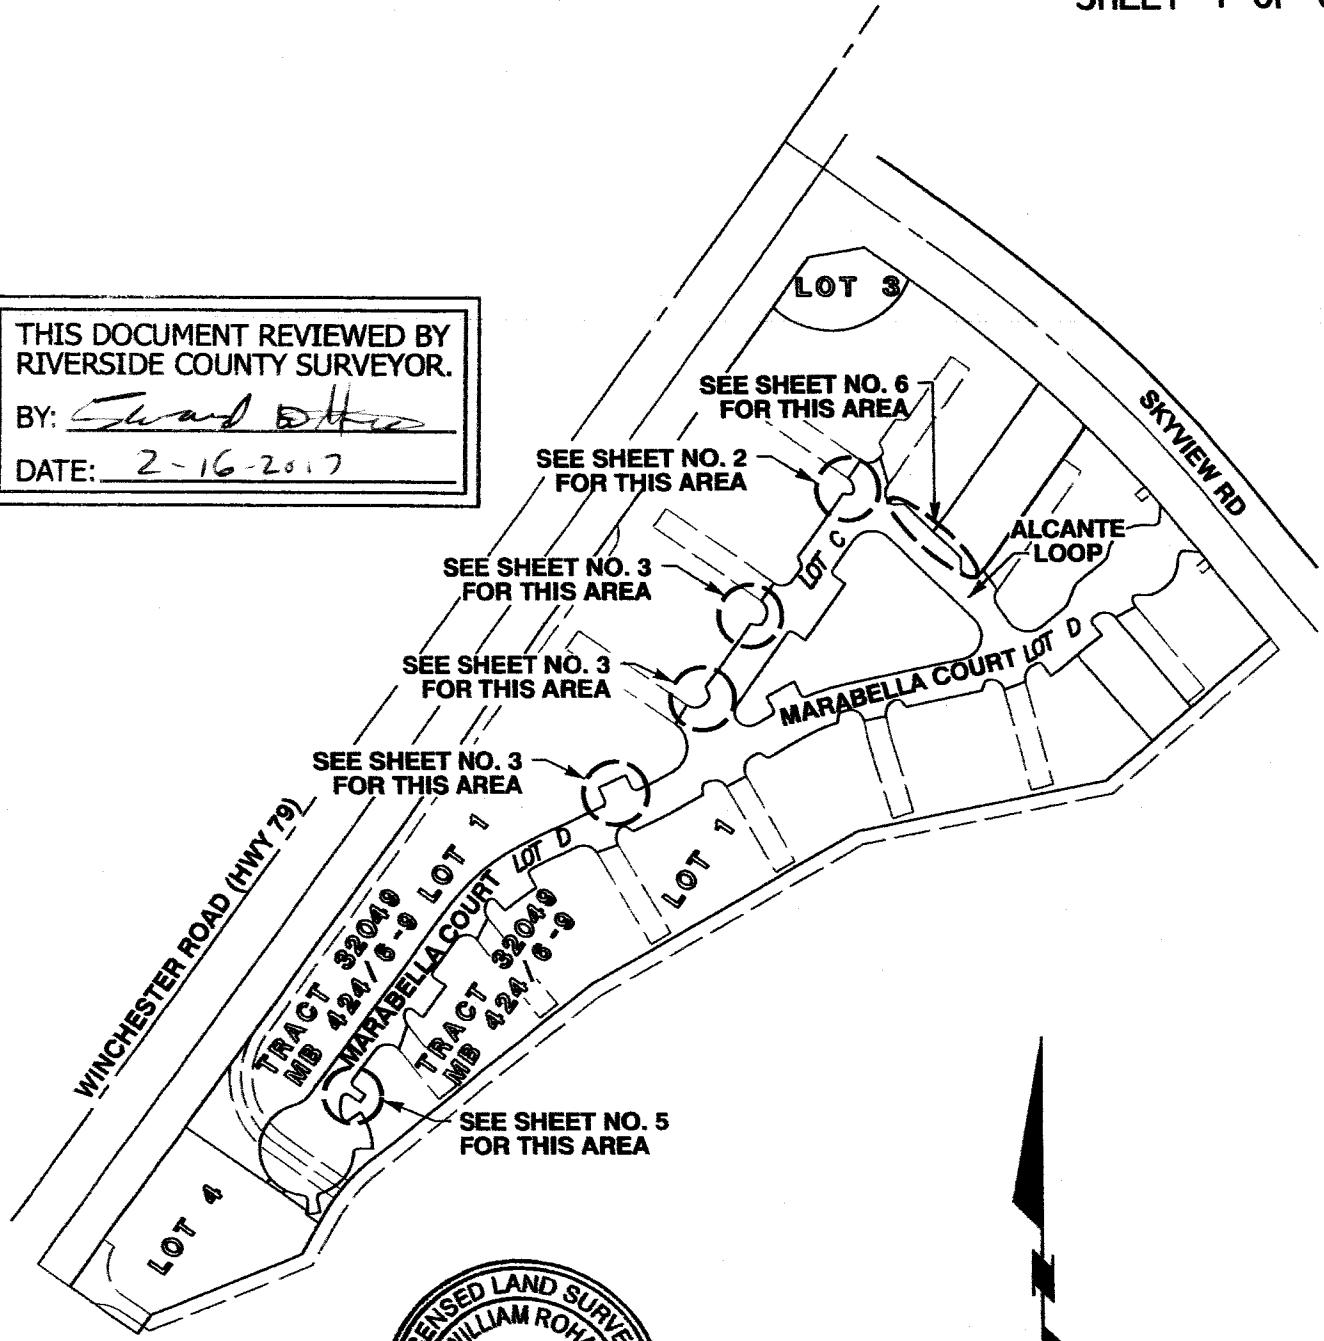 SHEET 1 OF
THIS DOCUMENT REVIEWED BY
RIVERSIDE COUNTY SURVEYOR.
BY:
DATE: 2-16-2017
LOT 3
SEE SHEET NO. 6
FOR THIS AREA
SKYVIEW RD
SEE SHEET NO. 2
FOR THIS AREA
ALCANTE
LOOP
LOT C
SEE SHEET NO. 3
FOR THIS AREA
SEE SHEET NO. 3
FOR THIS AREA
MARABELLA COURT LOT D
SEE SHEET NO. 3
FOR THIS AREA
WINCHESTER ROAD (HWY 79)
TRACT 32049
MB 424/6-9 LOT 1
MARABELLA COURT LOT D
TRACT 32049
MB 424/6-9
LOT 1
SEE SHEET NO. 5
FOR THIS AREA
LOT 4
LAND
WILLIAM
N